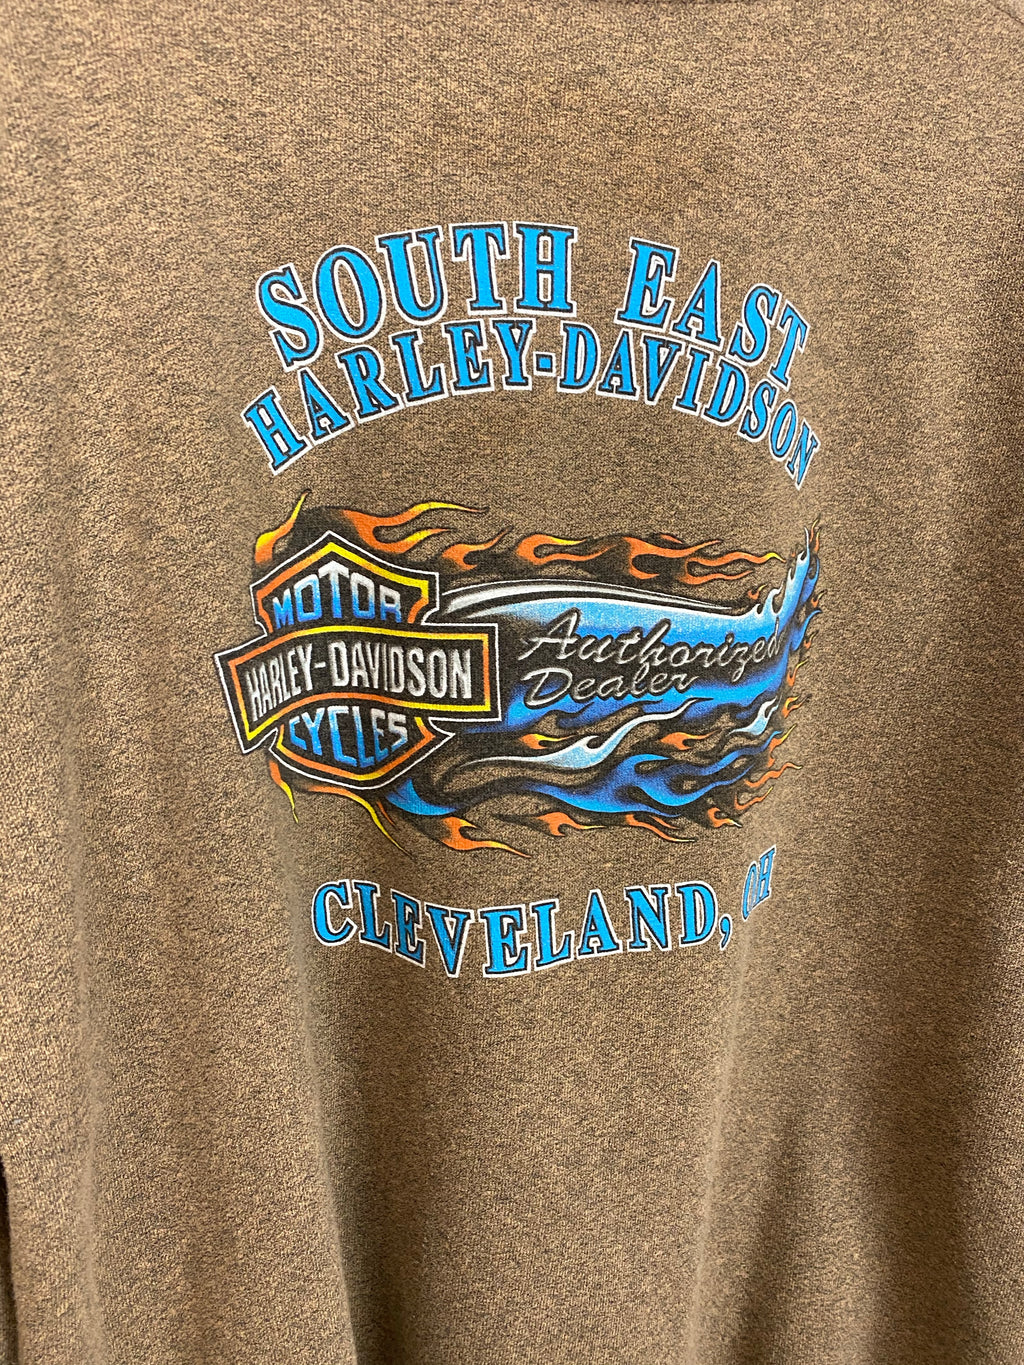 SOUTH EAST
HARLEY-DAVIDSON
MOTOR
HARLEY-DAVIDSON
CYCLES
Authorized
Dealer
CLEVELAND, OH